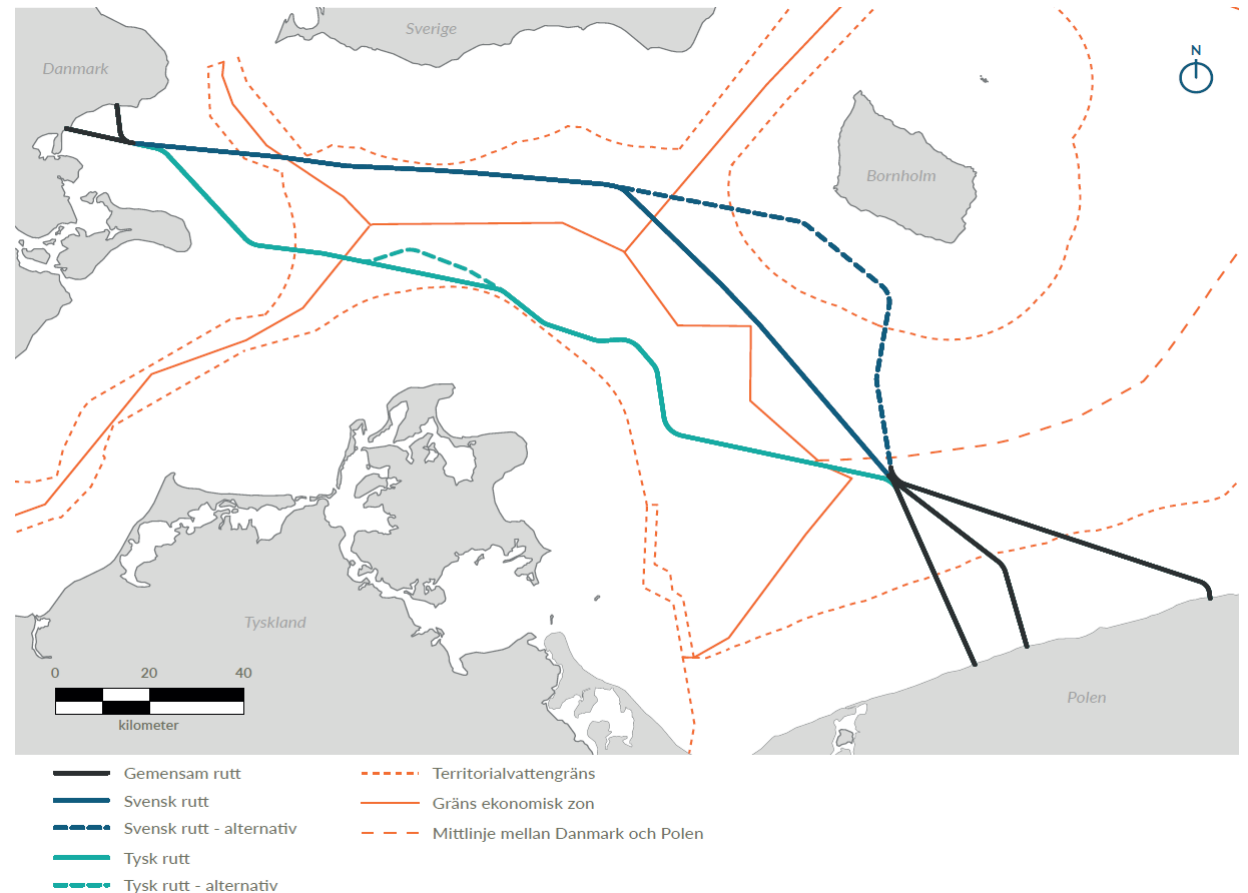 Sverige
Danmark
N
Bornholm
Tyskland
Polen
0 20 40
kilometer
Gemensam rutt
Svensk rutt
Svensk rutt - alternativ
Tysk rutt
Tysk rutt - alternativ
Territorialvattengräns
Gräns ekonomisk zon
Mittlinje mellan Danmark och Polen